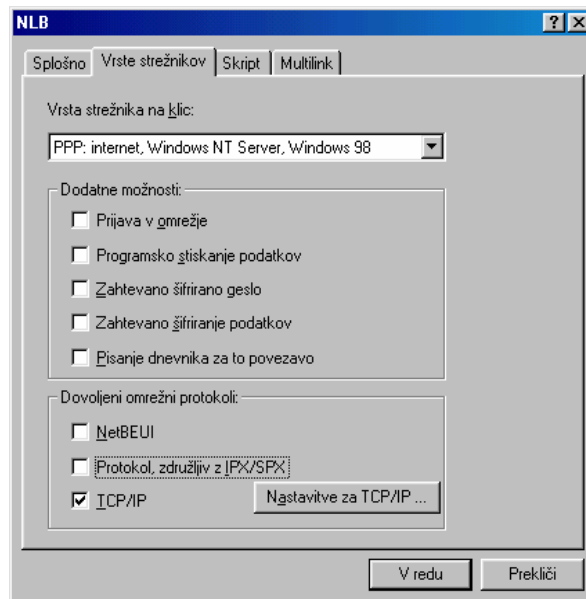 NLB
Splošno Vrste strežnikov Skript Multilink
Vrsta strežnika na klic:
PPP: internet, Windows NT Server, Windows 98
Dodatne možnosti:
Prijava v omrežje
Programsko stiskanje podatkov
Zahtevano šifrirano geslo
Zahtevano šifriranje podatkov
Pisanje dnevnika za to povezavo
Dovoljeni omrežni protokoli:
NetBEUI
Protokol, združljiv z IPX/SPX
TCP/IP Nastavitve za TCP/IP ...
V redu Prekliči